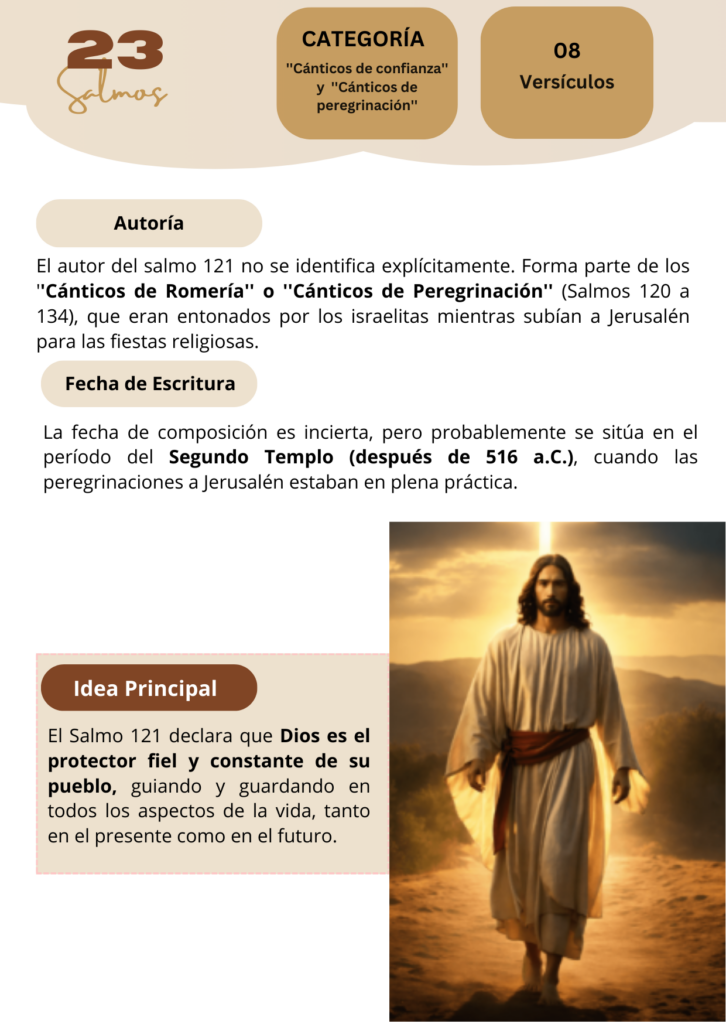 23
Salmos
CATEGORÍA
''Cánticos de confianza''
y ''Cánticos de
peregrinación''
08
Versículos
Autoría
El autor del salmo 121 no se identifica explícitamente. Forma parte de los
''Cánticos de Romería'' o ''Cánticos de Peregrinación'' (Salmos 120 a
134), que eran entonados por los israelitas mientras subían a Jerusalén
para las fiestas religiosas.
Fecha de Escritura
La fecha de composición es incierta, pero probablemente se sitúa en el
período del Segundo Templo (después de 516 a.C.), cuando las
peregrinaciones a Jerusalén estaban en plena práctica.
Idea Principal
El Salmo 121 declara que Dios es el
protector fiel y constante de su
pueblo, guiando y guardando en
todos los aspectos de la vida, tanto
en el presente como en el futuro.